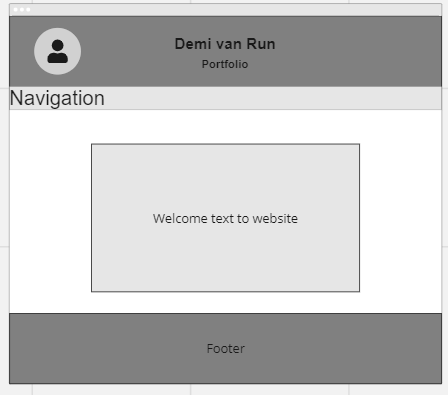 Demi van Run
Portfolio
Navigation
Welcome text to website
Footer